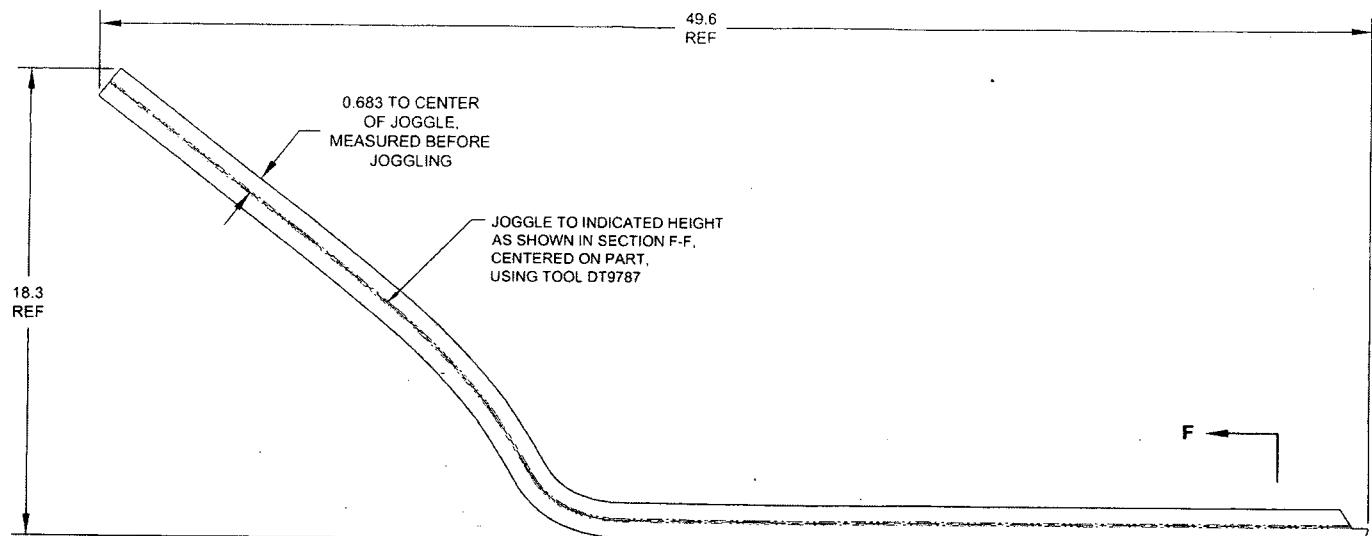 49.6
REF
0.683 TO CENTER
OF JOGGLE,
MEASURED BEFORE
JOGGLING
JOGGLE TO INDICATED HEIGHT
AS SHOWN IN SECTION F-F,
CENTERED ON PART,
USING TOOL DT9787
18.3
REF
F